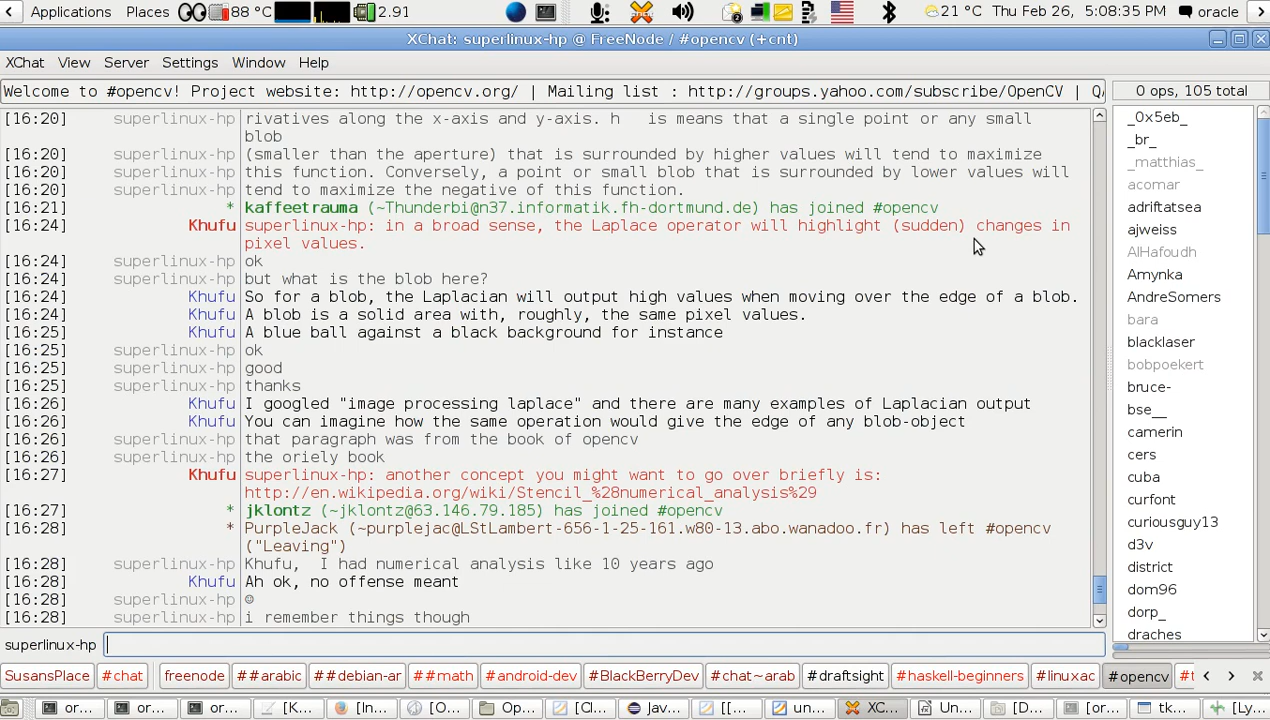 Applications Places 88 °C 2.91 21 °C Thu Feb 26, 5:08:35 PM oracle
XChat: superlinux-hp @ FreeNode / #opencv (+cnt)
XChat View Server Settings Window Help
Welcome to #opencv! Project website: http://opencv.org/ | Mailing list : http://groups.yahoo.com/subscribe/OpenCV | QA
0 ops, 105 total
[16:20] superlinux-hp rivatives along the x-axis and y-axis. h is means that a single point or any small
blob
[16:20] superlinux-hp (smaller than the aperture) that is surrounded by higher values will tend to maximize
[16:20] superlinux-hp this function. Conversely, a point or small blob that is surrounded by lower values will
[16:20] superlinux-hp tend to maximize the negative of this function.
[16:21] * kaffeetrauma (~Thunderbi@n37.informatik.fh-dortmund.de) has joined #opencv
[16:24] Khufu superlinux-hp: in a broad sense, the Laplace operator will highlight (sudden) changes in
pixel values.
[16:24] superlinux-hp ok
[16:24] superlinux-hp but what is the blob here?
[16:24] Khufu So for a blob, the Laplacian will output high values when moving over the edge of a blob.
[16:24] Khufu A blob is a solid area with, roughly, the same pixel values.
[16:25] Khufu A blue ball against a black background for instance
[16:25] superlinux-hp ok
[16:25] superlinux-hp good
[16:25] superlinux-hp thanks
[16:26] Khufu I googled "image processing laplace" and there are many examples of Laplacian output
[16:26] Khufu You can imagine how the same operation would give the edge of any blob-object
[16:26] superlinux-hp that paragraph was from the book of opencv
[16:26] superlinux-hp the oriely book
[16:27] Khufu superlinux-hp: another concept you might want to go over briefly is:
http://en.wikipedia.org/wiki/Stencil_%28numerical_analysis%29
[16:27] * jklontz (~jklontz@63.146.79.185) has joined #opencv
[16:28] * PurpleJack (~purplejac@LStLambert-656-1-25-161.w80-13.abo.wanadoo.fr) has left #opencv
("Leaving")
[16:28] superlinux-hp Khufu, I had numerical analysis like 10 years ago
[16:28] Khufu Ah ok, no offense meant
[16:28] superlinux-hp ☺
[16:28] superlinux-hp i remember things though
_0x5eb_
_br_
_matthias_
acomar
adriftatsea
ajweiss
AlHafoudh
Amynka
AndreSomers
bara
blacklaser
bobpoekert
bruce-
bse__
camerin
cers
cuba
curfont
curiousguy13
d3v
district
dom96
dorp_
draches
superlinux-hp
SusansPlace #chat freenode ##arabic ##debian-ar ##math #android-dev #BlackBerryDev #chat~arab #draftsight #haskell-beginners #linuxac #opencv #t
or... or... or... [K... [In... [O... Op... [Cl... Jav... [[... un... XC... Un... [D... [or... tk... [Ly...